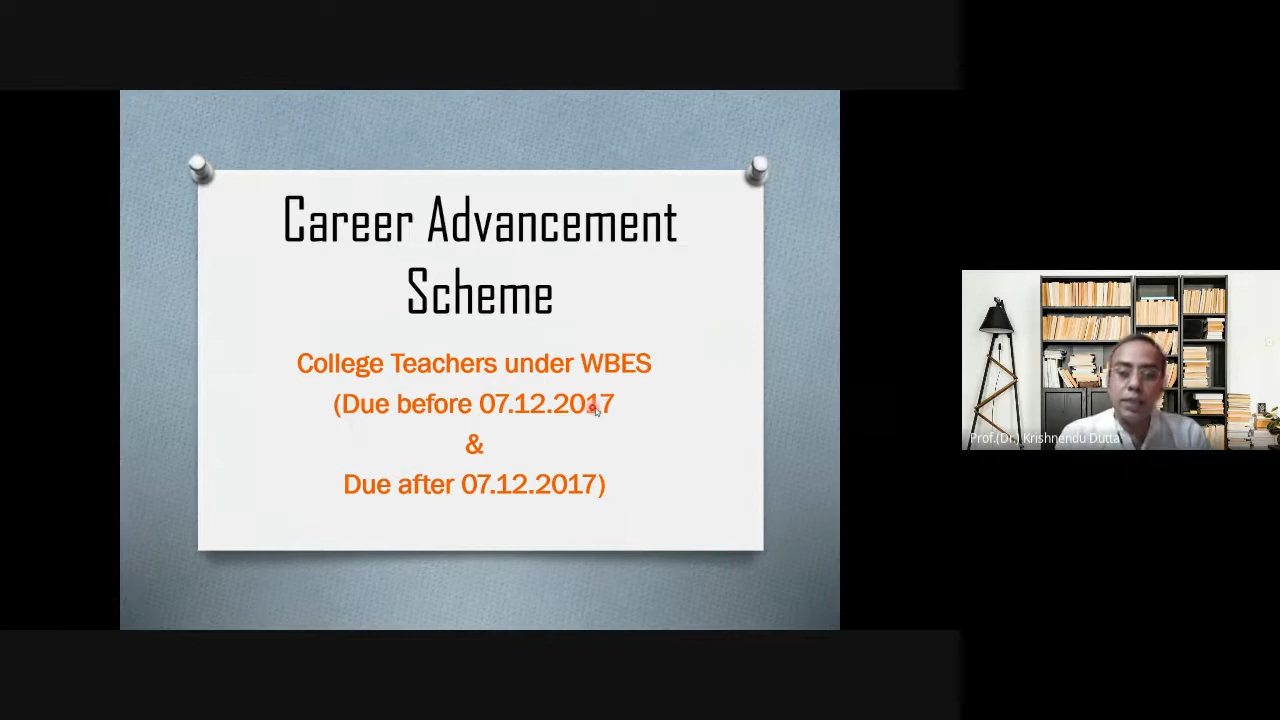 Career Advancement
Scheme
College Teachers under WBES
(Due before 07.12.2017
&
Due after 07.12.2017)
Prof.(Dr.) Krishnendu Dutta